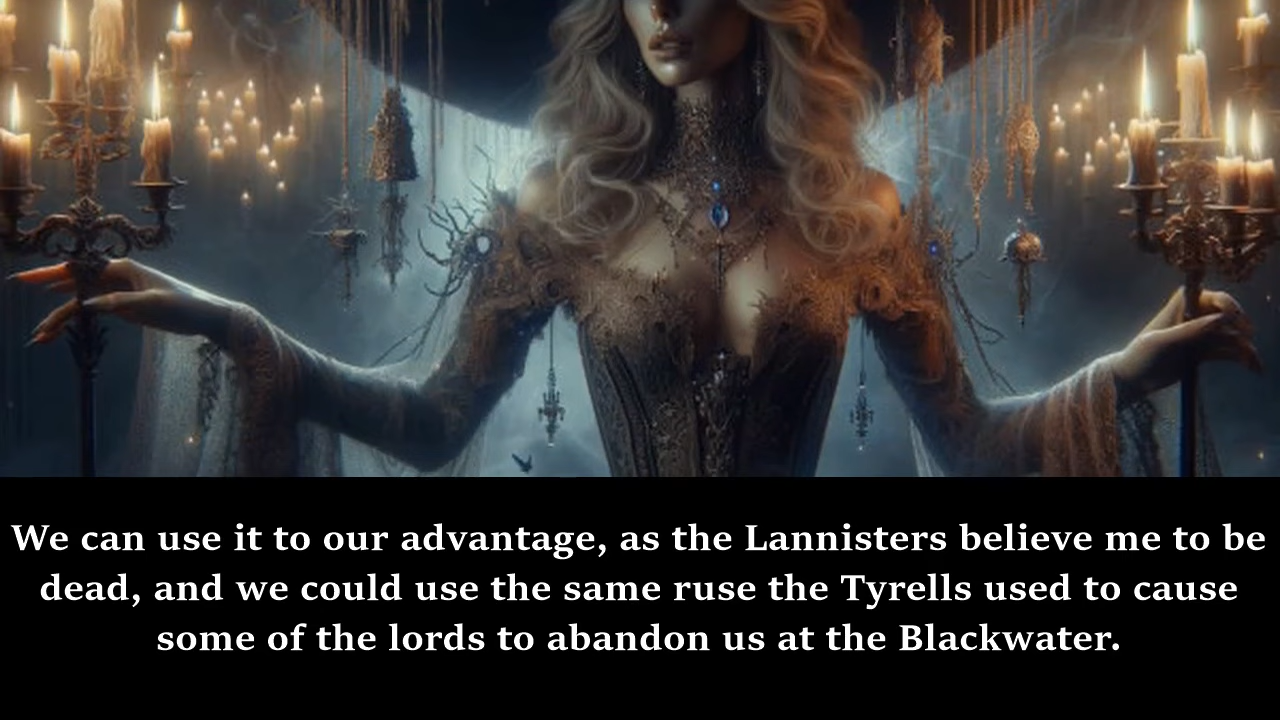 We can use it to our advantage, as the Lannisters believe me to be
dead, and we could use the same ruse the Tyrells used to cause
some of the lords to abandon us at the Blackwater.